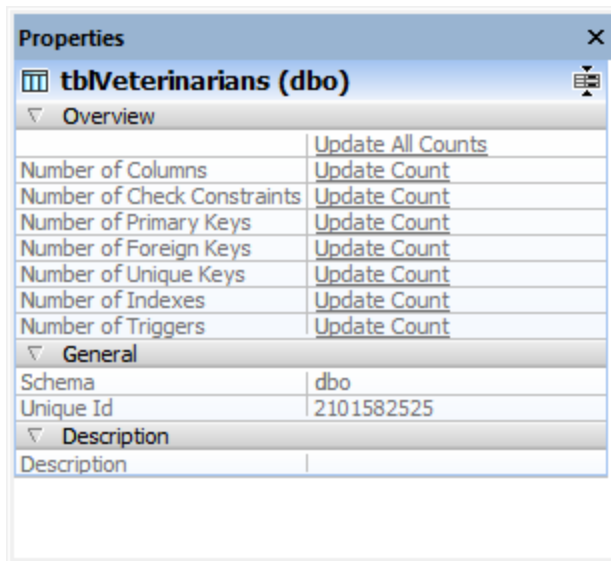 Properties
tblVeterinarians (dbo)
Overview
Update All Counts
Number of Columns Update Count
Number of Check Constraints Update Count
Number of Primary Keys Update Count
Number of Foreign Keys Update Count
Number of Unique Keys Update Count
Number of Indexes Update Count
Number of Triggers Update Count
General
Schema dbo
Unique Id 2101582525
Description
Description